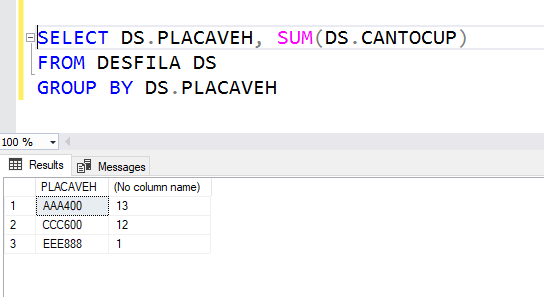 SELECT DS.PLACAVEH, SUM(DS.CANTOCUP)
FROM DESFILA DS
GROUP BY DS.PLACAVEH
100 %
Results Messages
PLACAVEH (No column name)
1 AAA400 13
2 CCC600 12
3 EEE888 1